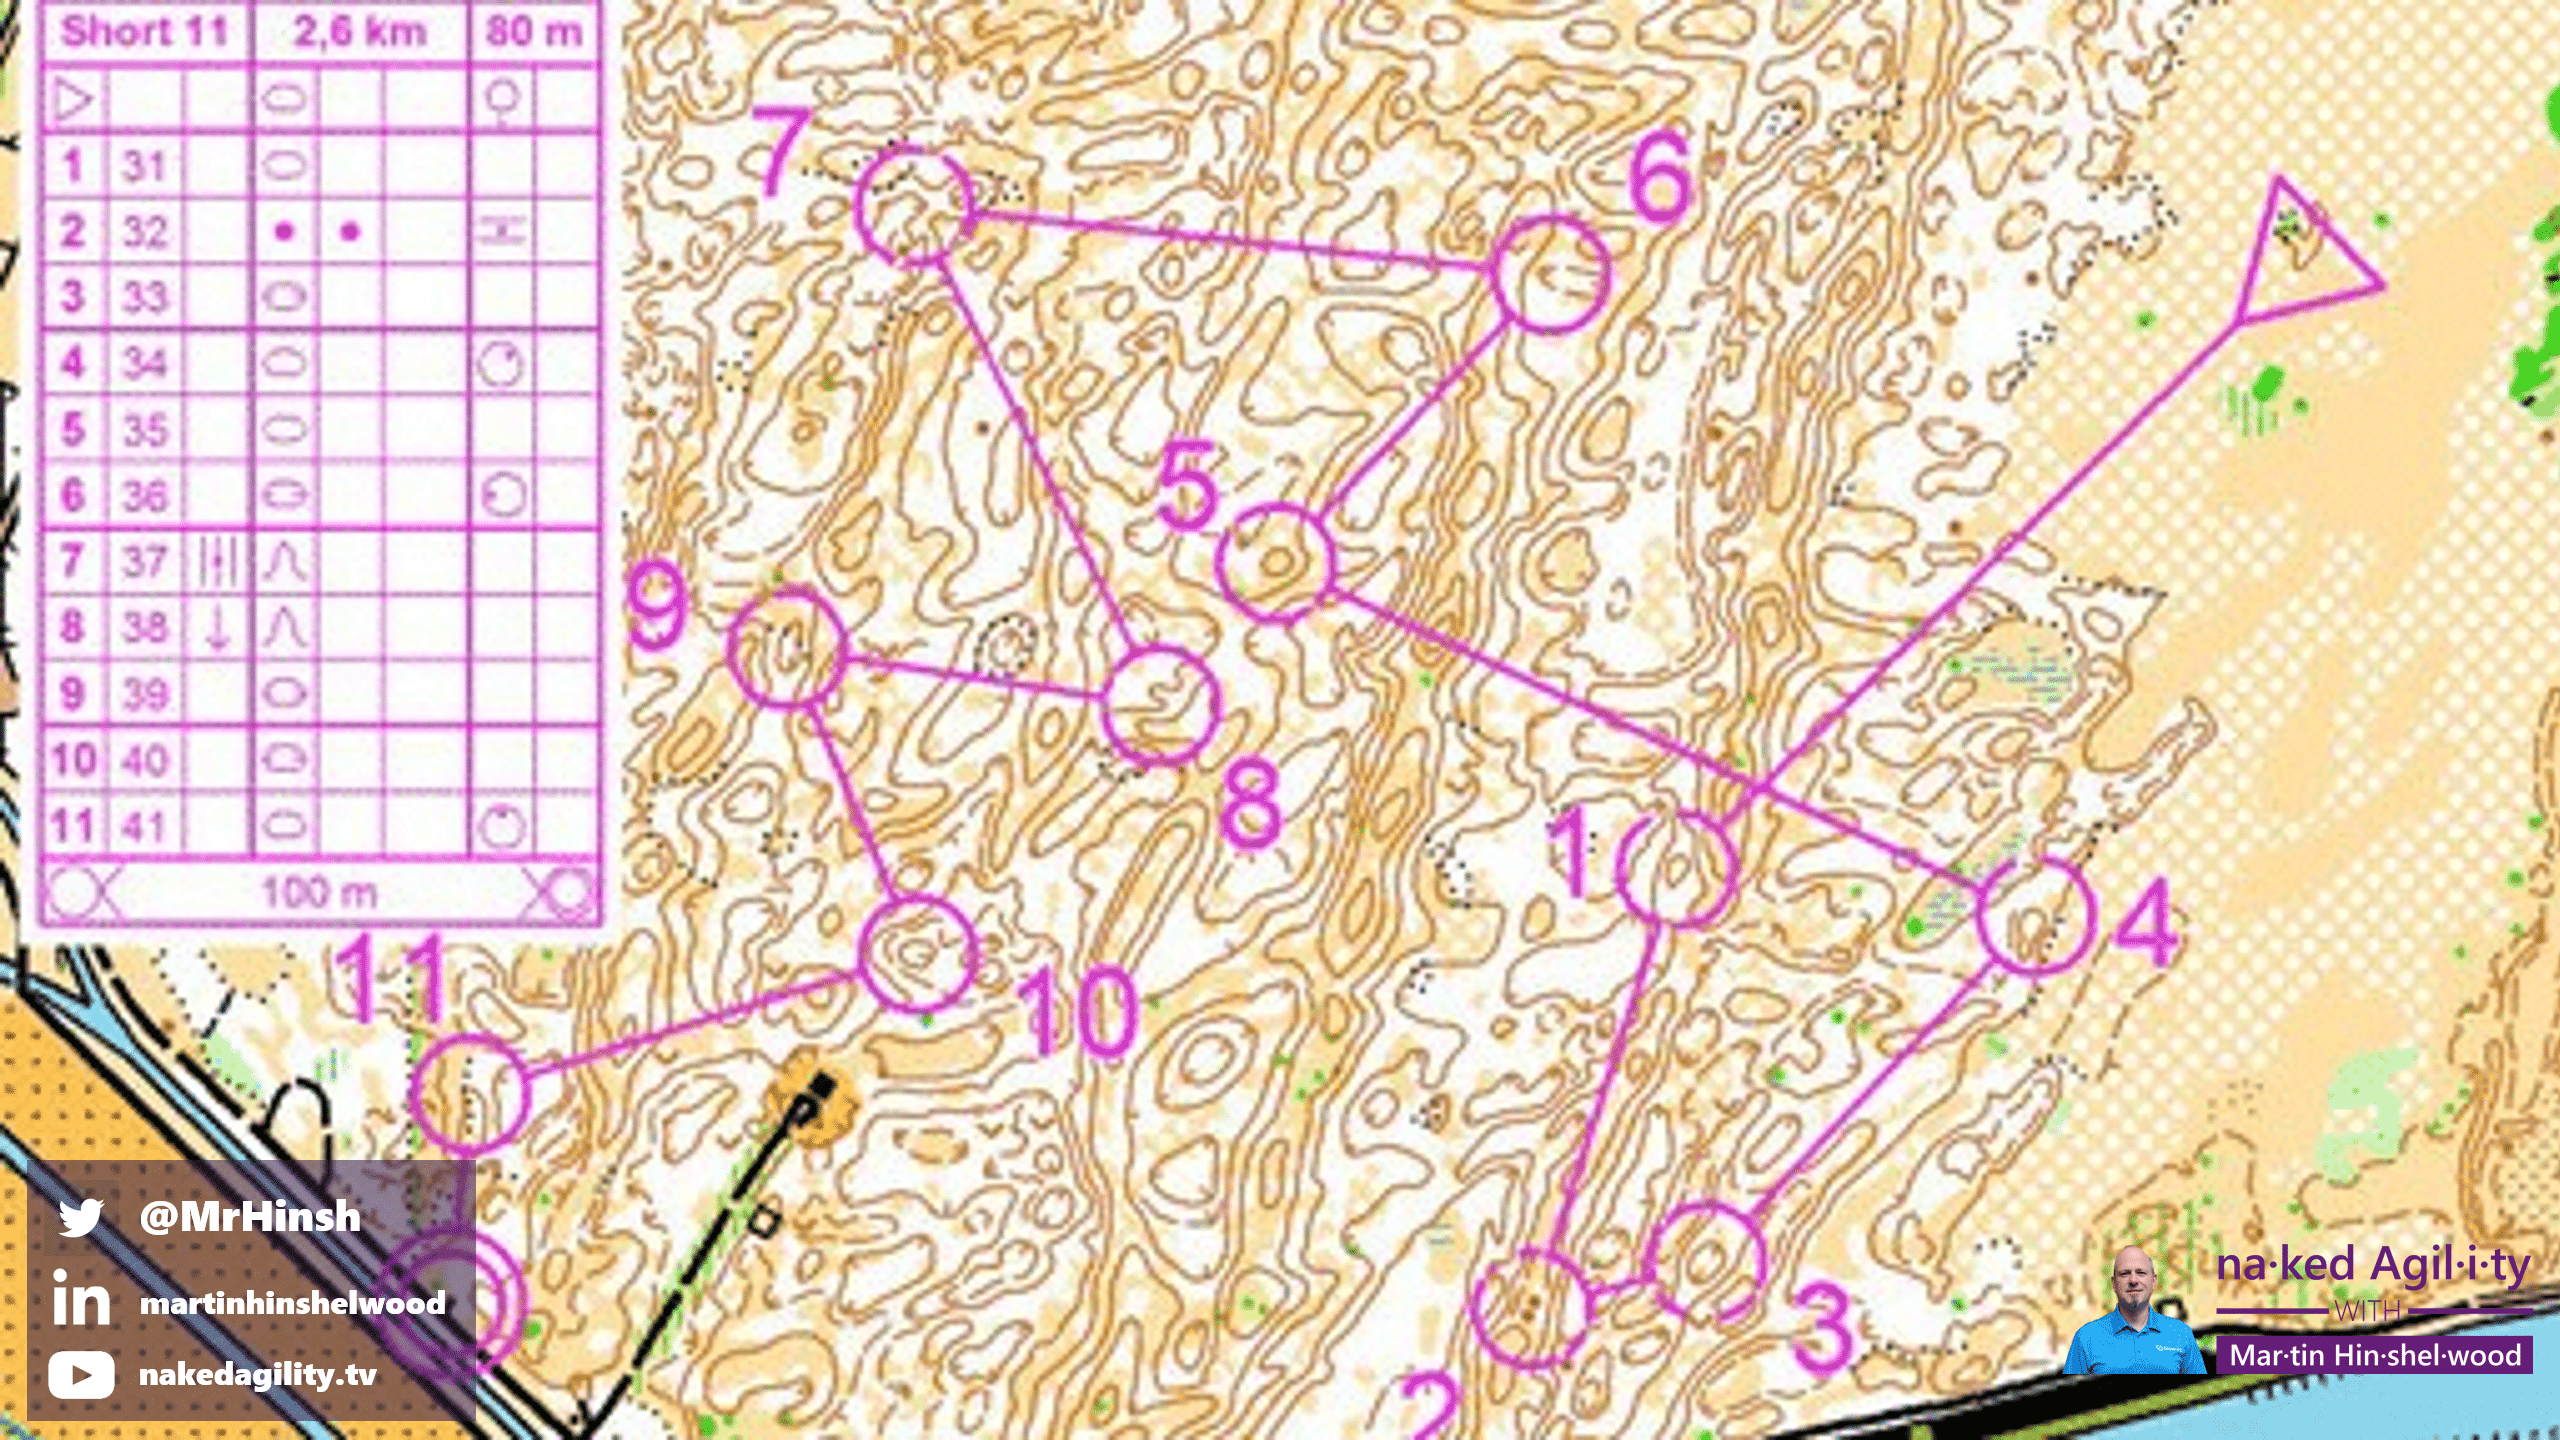 Short 11 2,6 km 80 m
1 31
2 32
3 33
4 34
5 35
6 36
7 37
8 38
9 39
10 40
11 41
100 m
7
6
5
9
8
1
4
11
10
3
2
@MrHinsh
martinhinshelwood
nakedagility.tv
na·ked Agil·i·ty
WITH
Mar·tin Hin·shel·wood